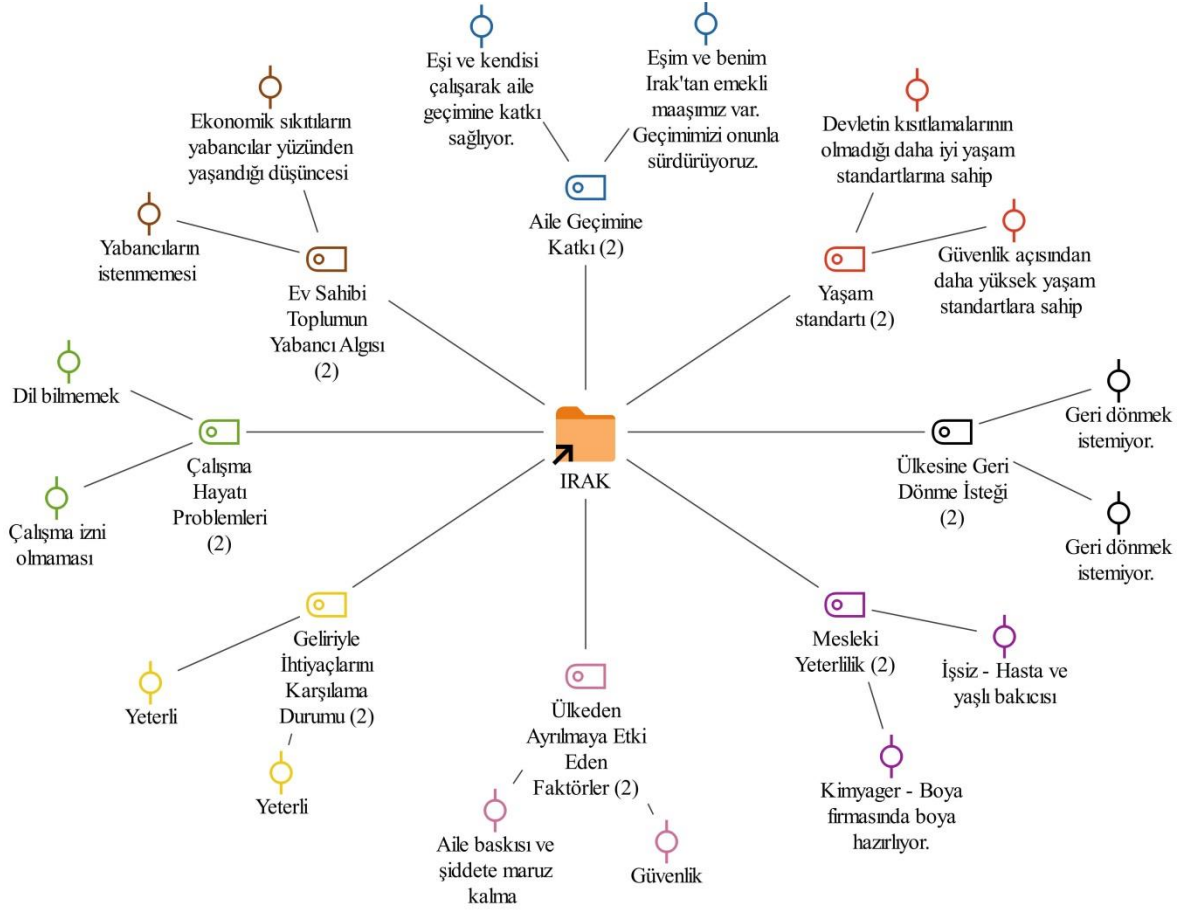 Eşi ve kendisi
çalışarak aile
geçimine katkı
sağlıyor.
Eşim ve benim
Irak'tan emekli
maaşımız var.
Geçimimizi onunla
sürdürüyoruz.
Aile Geçimine
Katkı (2)
Ekonomik sıkıtıların
yabancılar yüzünden
yaşandığı düşüncesi
Yabancıların
istenmemesi
Ev Sahibi
Toplumun
Yabancı Algısı
(2)
Devletin kısıtlamalarının
olmadığı daha iyi yaşam
standartlarına sahip
Güvenlik açısından
daha yüksek yaşam
standartlara sahip
Yaşam
standartı (2)
Dil bilmemek
Çalışma izni
olmaması
Çalışma
Hayatı
Problemleri
(2)
IRAK
Ülkesine Geri
Dönme İsteği
(2)
Geri dönmek
istemiyor.
Geri dönmek
istemiyor.
Geliriyle
İhtiyaçlarını
Karşılama
Durumu (2)
Yeterli
Yeterli
Ülkeden
Ayrılmaya Etki
Eden
Faktörler (2)
Aile baskısı ve
şiddete maruz
kalma
Güvenlik
Mesleki
Yeterlilik (2)
İşsiz - Hasta ve
yaşlı bakıcısı
Kimyager - Boya
firmasında boya
hazırlıyor.